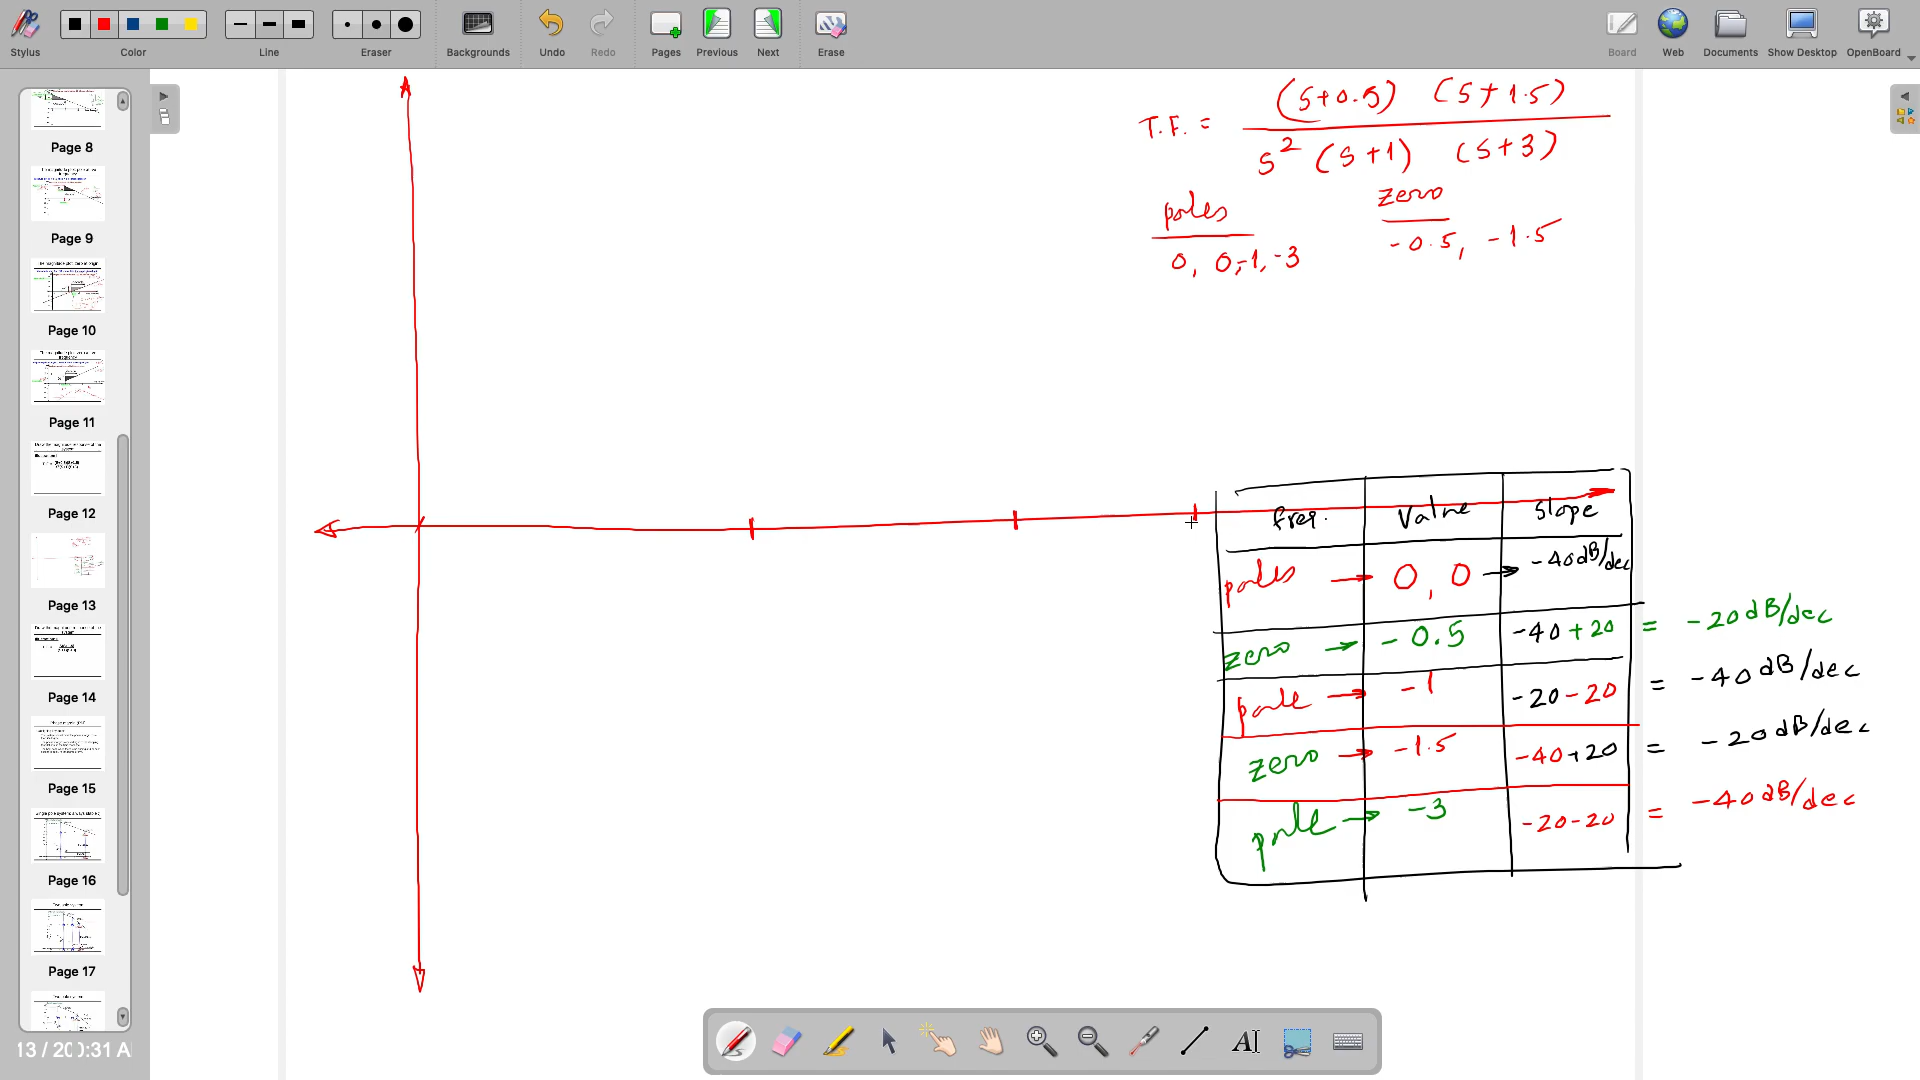 Stylus
Color
Line
Eraser
Backgrounds
Undo
Redo
Pages
Previous
Next
Erase
Board
Web
Documents
Show Desktop
OpenBoard
Page 8
Page 9
Page 10
Page 11
Page 12
Page 13
Page 14
Page 15
Page 16
Page 17
T.F. = (s+0.5) (s+1.5)
s² (s+1) (s+3)
poles zero
0, 0,-1,-3 -0.5, -1.5
freq. Value Slope
poles → 0, 0 → -40dB/dec
zero → -0.5 -40+20 = -20dB/dec
pole → -1 -20-20 = -40dB/dec
zero → -1.5 -40+20 = -20dB/dec
pole → -3 -20-20 = -40dB/dec